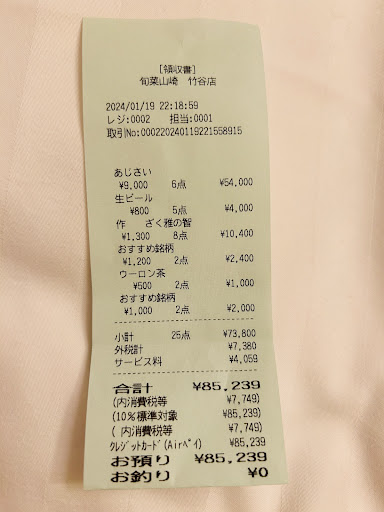 [領収書]
旬菜山崎 竹谷店
2024/01/19 22:18:59
レジ:0002 担当:0001
取引No:0002202401192215589​15
あじさい
¥9,000 6点 ¥54,000
生ビール
¥800 5点 ¥4,000
作 ざく雅の智
¥1,300 8点 ¥10,400
おすすめ銘柄
¥1,200 2点 ¥2,400
ウーロン茶
¥500 2点 ¥1,000
おすすめ銘柄
¥1,000 2点 ¥2,000
小計 25点 ¥73,800
外税計 ¥7,380
サービス料 ¥4,059
合計 ¥85,239
(内消費税等 ¥7,749)
(10%標準対象 ¥85,239)
( 内消費税等 ¥7,749)
クレジットカード(Airペイ) ¥85,239
お預り ¥85,239
お釣り ¥0